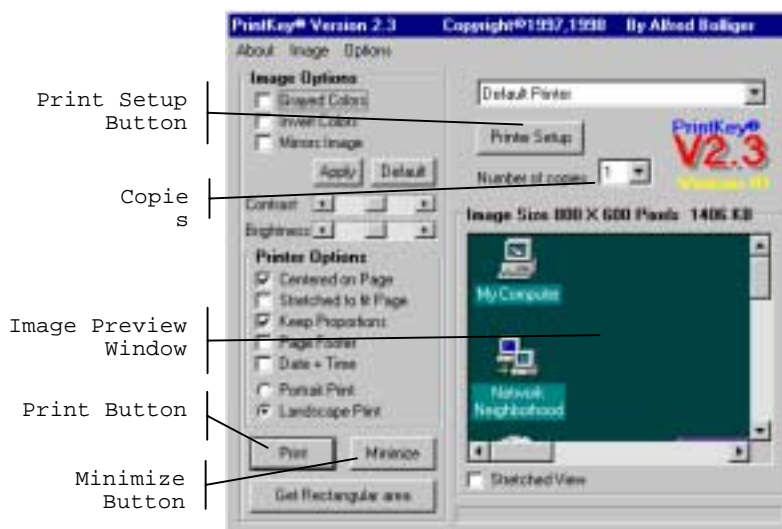 PrintKey® Version 2.3 Copyright©1997,1998 By Alfred Bolliger
About Image Options
Image Options
Grayed Colors
Invert Colors
Mirrors Image
Apply Default
Contrast
Brightness
Printer Options
Centered on Page
Stretched to fit Page
Keep Proportions
Page Footer
Date + Time
Portrait Print
Landscape Print
Print Minimize
Get Rectangular area
Default Printer
Printer Setup
PrintKey®
V2.3
Number of copies 1
Image Size 800 X 600 Pixels 1406 KB
My Computer
Network
Neighborhood
Stretched View
Print Setup
Button
Copie
s
Image Preview
Window
Print Button
Minimize
Button